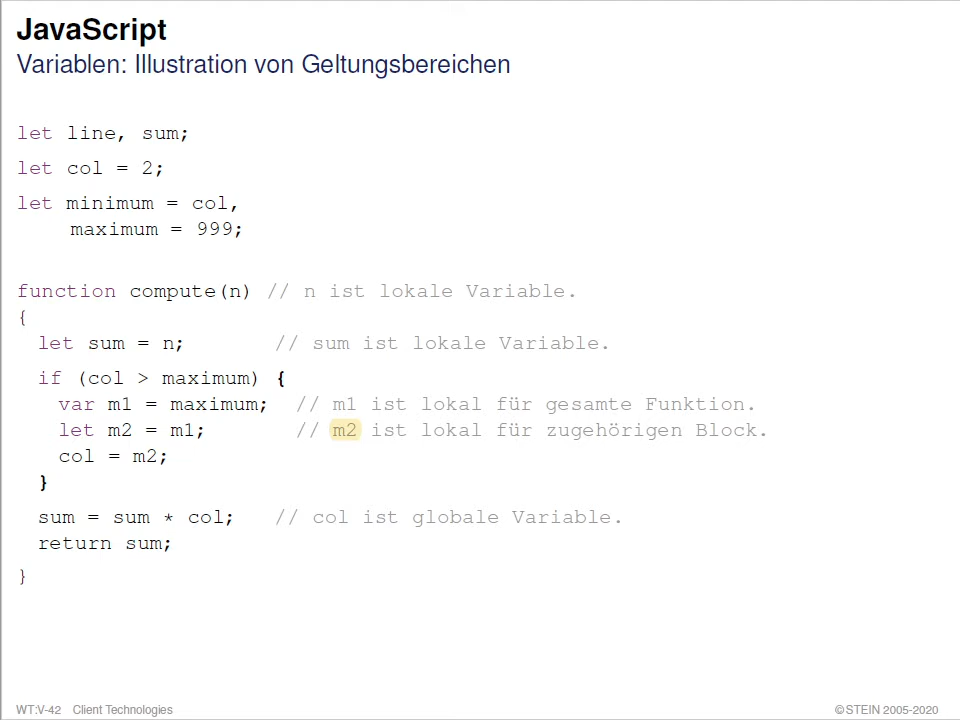 JavaScript
Variablen: Illustration von Geltungsbereichen
let line, sum;
let col = 2;
let minimum = col,
maximum = 999;
function compute(n) // n ist lokale Variable.
{
let sum = n; // sum ist lokale Variable.
if (col > maximum) {
var m1 = maximum; // m1 ist lokal für gesamte Funktion.
let m2 = m1; // m2 ist lokal für zugehörigen Block.
col = m2;
}
sum = sum * col; // col ist globale Variable.
return sum;
}
WT:V-42 Client Technologies ©STEIN 2005-2020